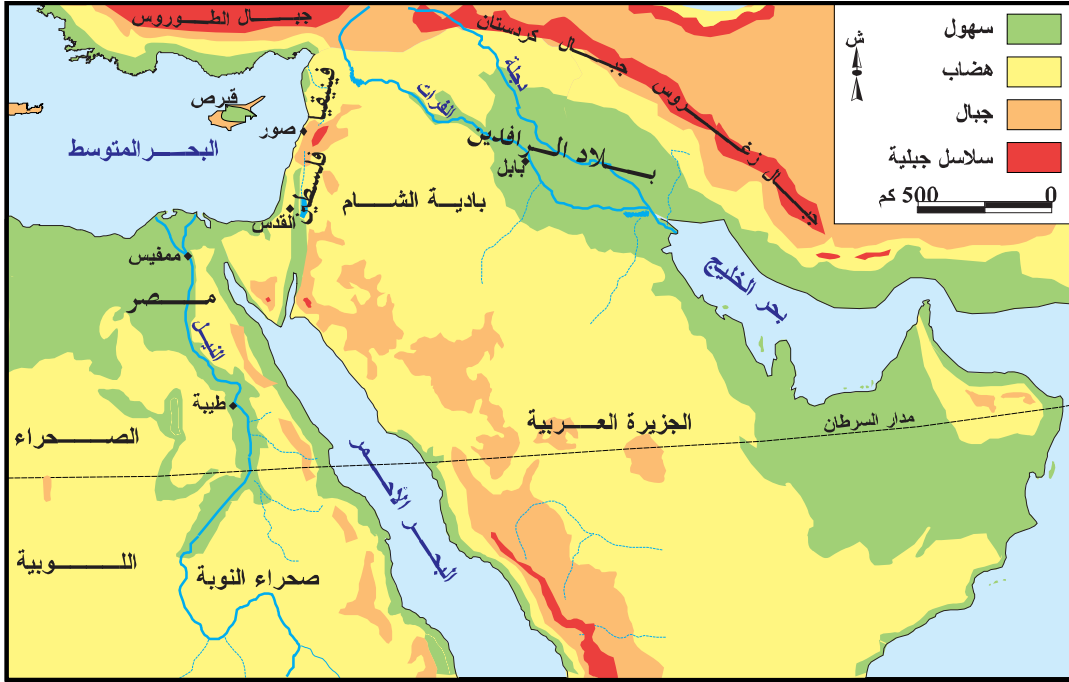 جبال الطوروس
جبال كردستان
جبال زغروس
سهول
هضاب
جبال
سلاسل جبلية
500 كم
0
ش
دجلة
الفرات
فينيقيا
قبرص
صور
البحر المتوسط
فلسطين
القدس
بادية الشام
بلاد الرافدين
بابل
بحر الخليج
ممفيس
مصر
النيل
طيبة
الصحراء
اللوبية
صحراء النوبة
البحر الأحمر
الجزيرة العربية
مدار السرطان